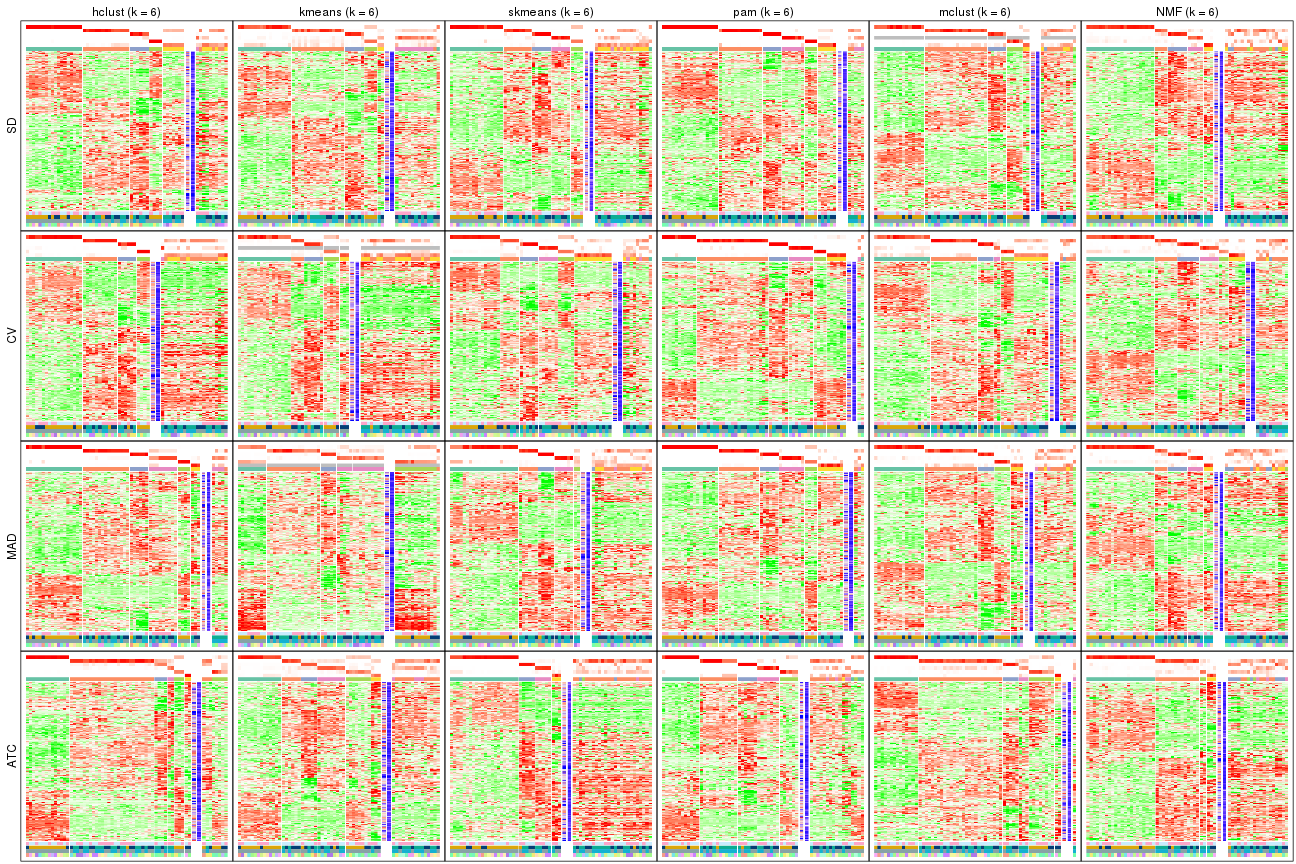 hclust (k = 6)
kmeans (k = 6)
skmeans (k = 6)
pam (k = 6)
mclust (k = 6)
NMF (k = 6)
SD
CV
MAD
ATC